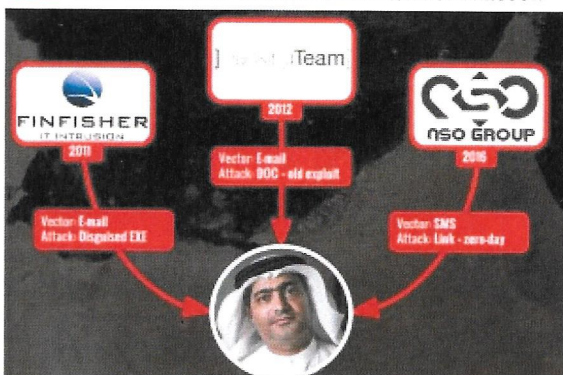 FINFISHER
IT INTRUSION
2011
Vector: E-mail
Attack: Disguised EXE
]
Team
2012
Vector: E-mail
Attack: DOC - old exploit
NSO GROUP
2016
Vector: SMS
Attack: Link - zero-day